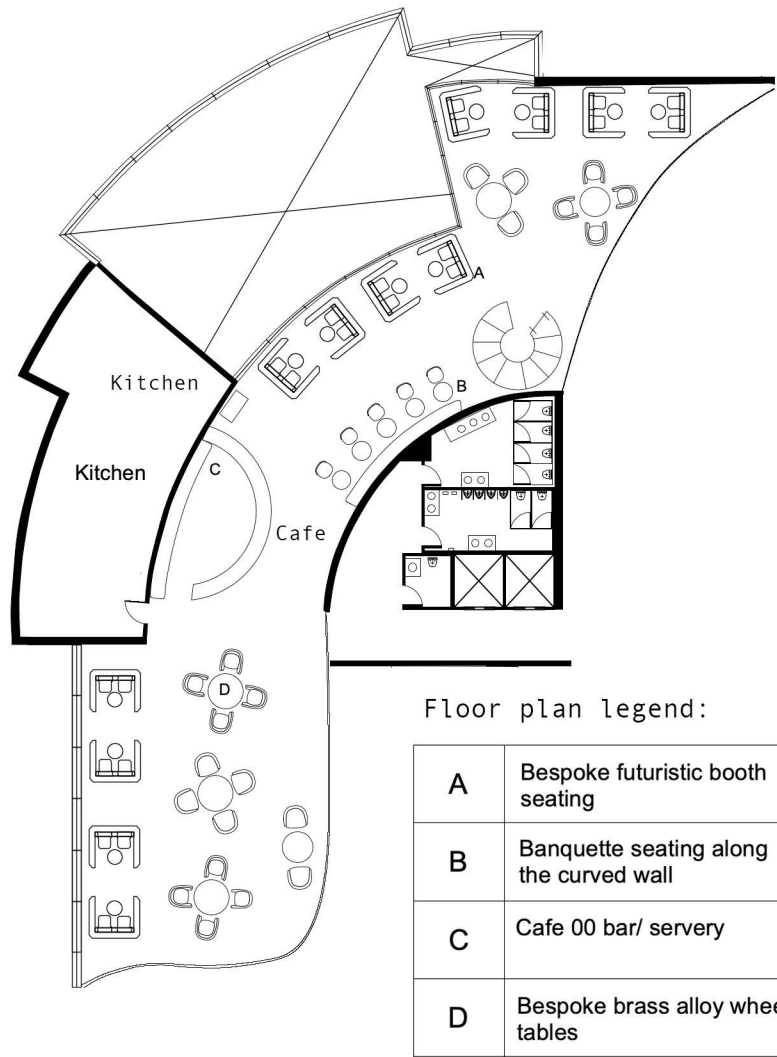 A
B
Kitchen
Kitchen
C
Cafe
D
Floor plan legend:
A
Bespoke futuristic booth
seating
B
Banquette seating along
the curved wall
C
Cafe 00 bar/ servery
D
Bespoke brass alloy whee
tables